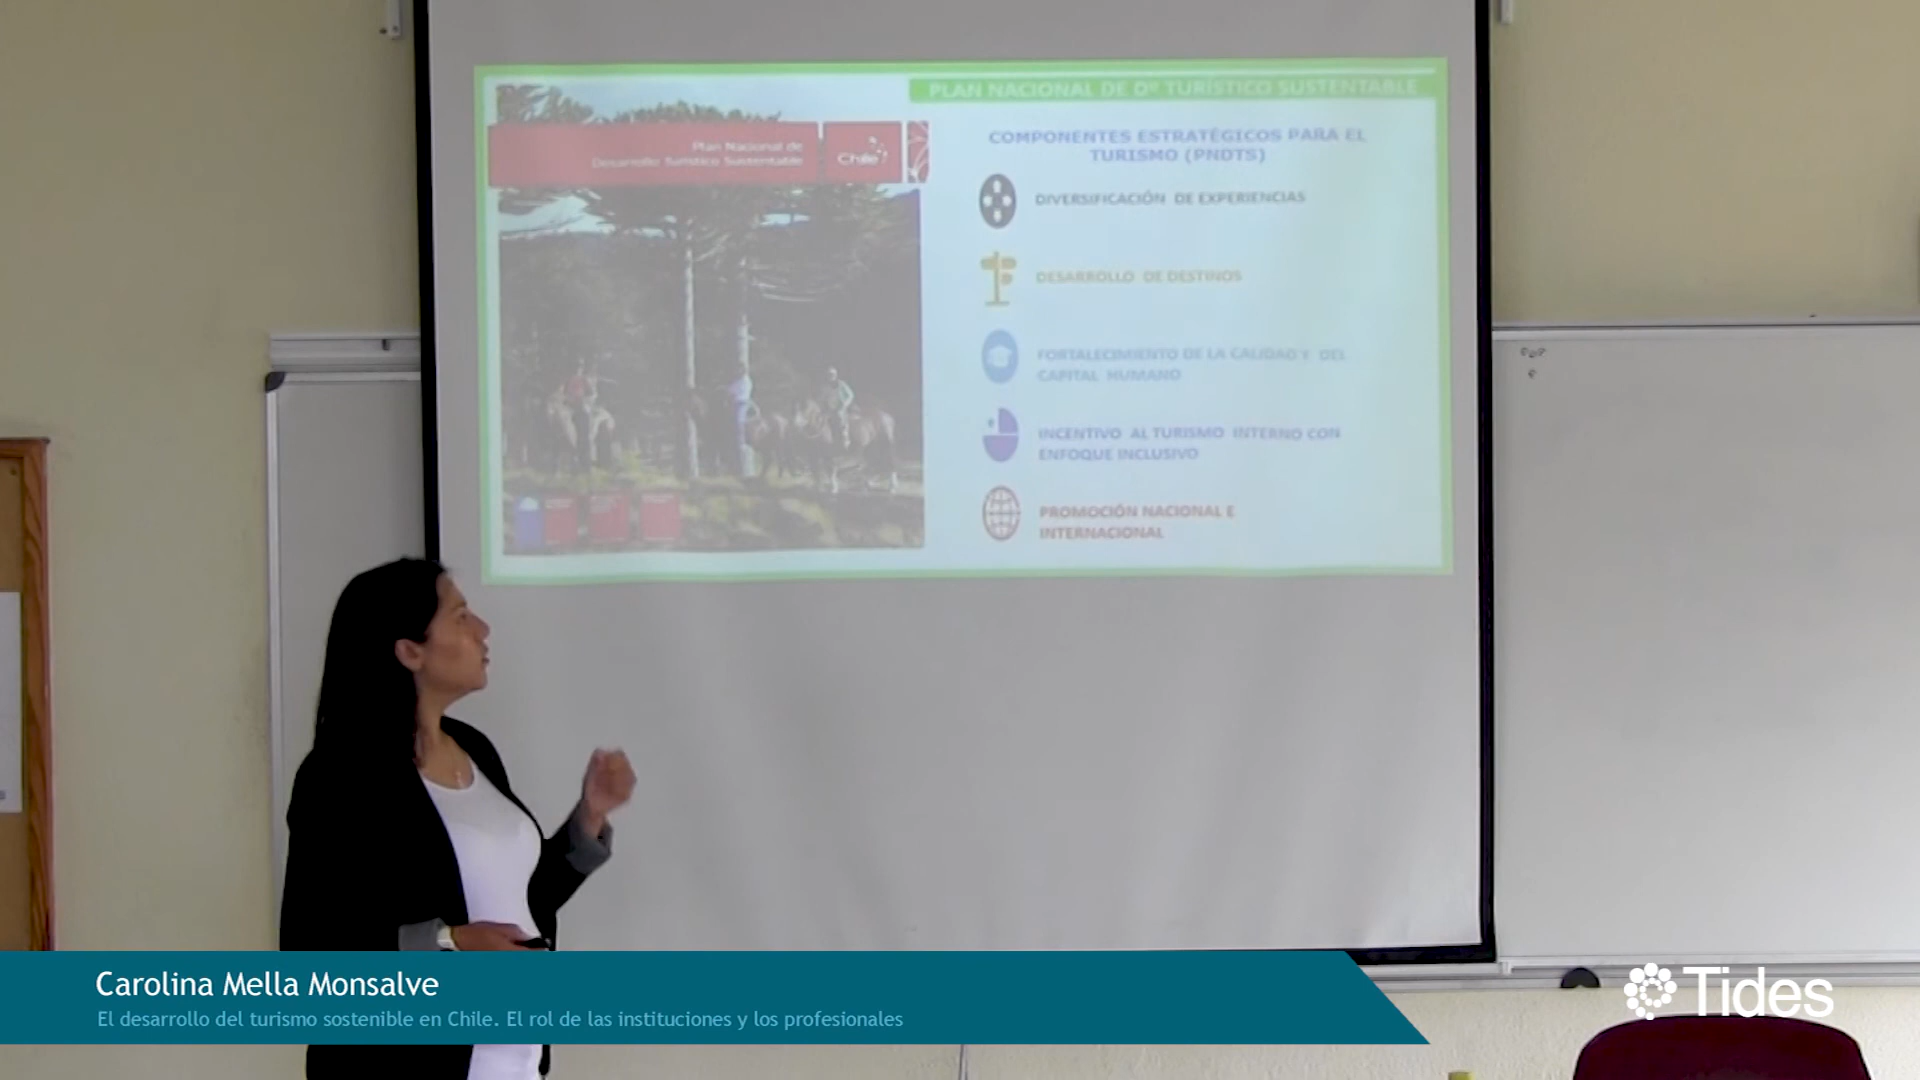 PLAN NACIONAL DE Dº TURÍSTICO SUSTENTABLE
Plan Nacional de
Desarrollo Turístico Sustentable
Chile
COMPONENTES ESTRATÉGICOS PARA EL
TURISMO (PNDTS)
DIVERSIFICACIÓN DE EXPERIENCIAS
DESARROLLO DE DESTINOS
FORTALECIMIENTO DE LA CALIDAD Y DEL
CAPITAL HUMANO
INCENTIVO AL TURISMO INTERNO CON
ENFOQUE INCLUSIVO
PROMOCIÓN NACIONAL E
INTERNACIONAL
Carolina Mella Monsalve
El desarrollo del turismo sostenible en Chile. El rol de las instituciones y los profesionales
Tides